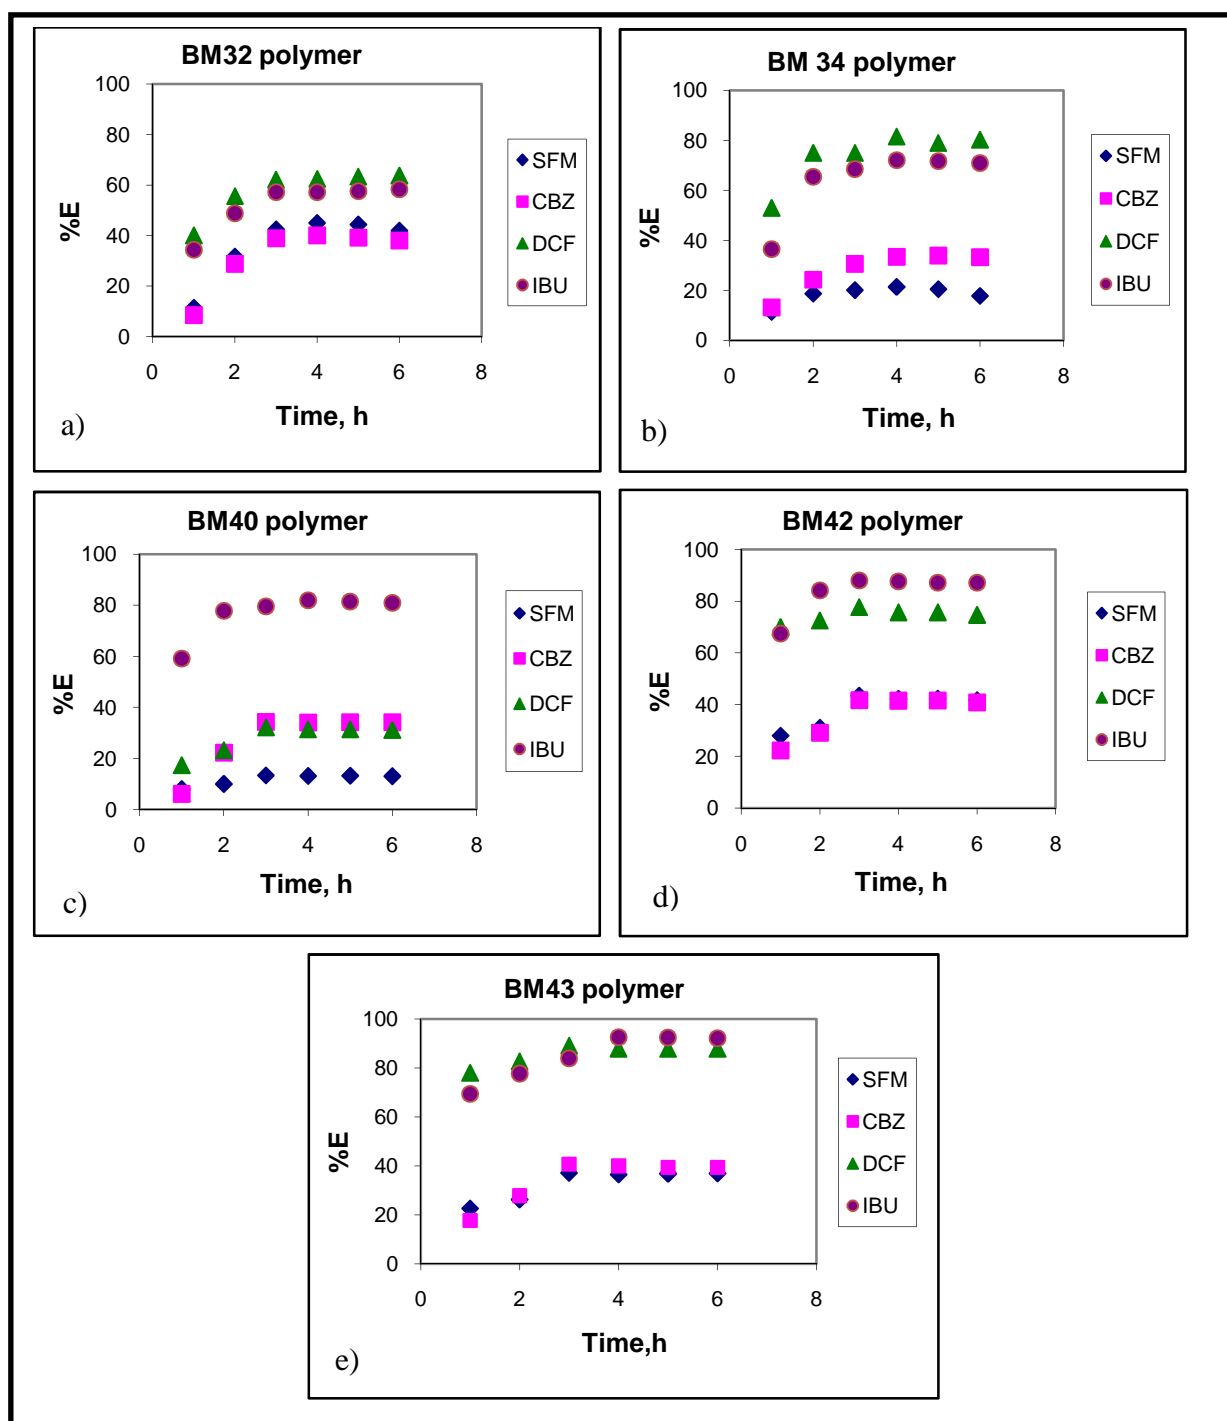 BM32 polymer
100
80
60
40
20
0
%E
0 2 4 6 8
Time, h
SFM
CBZ
DCF
IBU
a)
BM 34 polymer
100
80
60
40
20
0
%E
0 2 4 6 8
Time, h
SFM
CBZ
DCF
IBU
b)
BM40 polymer
100
80
60
40
20
0
%E
0 2 4 6 8
Time, h
SFM
CBZ
DCF
IBU
c)
BM42 polymer
100
80
60
40
20
0
%E
0 2 4 6 8
Time, h
SFM
CBZ
DCF
IBU
d)
BM43 polymer
100
80
60
40
20
0
%E
0 2 4 6 8
Time,h
SFM
CBZ
DCF
IBU
e)